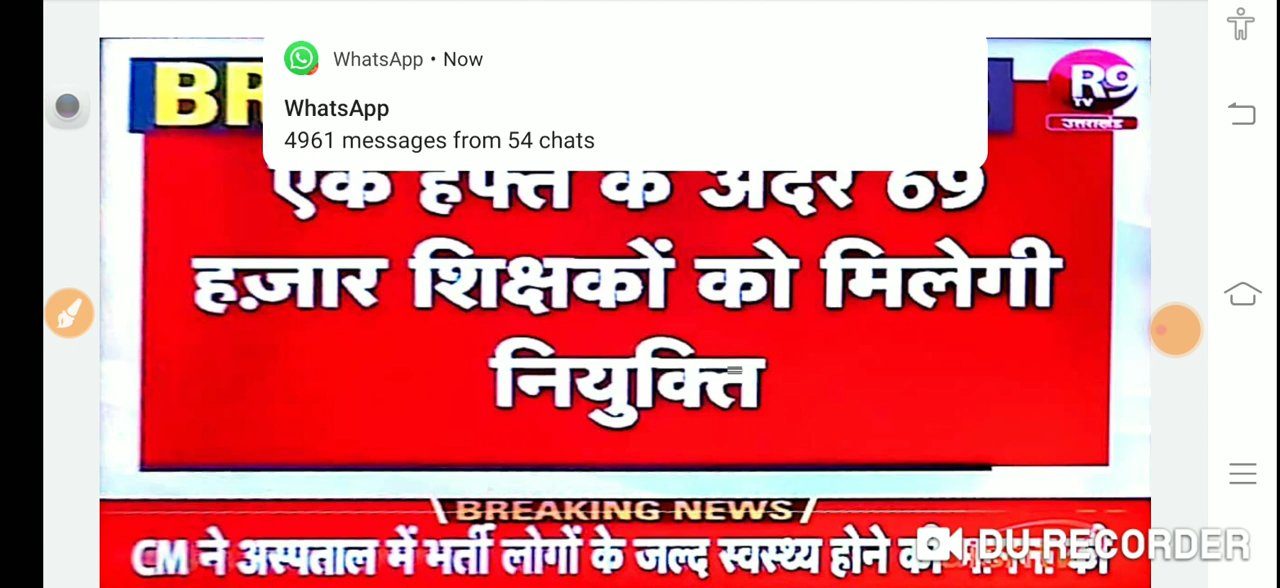 WhatsApp • Now
WhatsApp
4961 messages from 54 chats
BR
R9
TV
उत्तराखंड
एक हफ्ते के अंदर 69
हज़ार शिक्षकों को मिलेगी
नियुक्ति
BREAKING NEWS
CM ने अस्पताल में भर्ती लोगों के जल्द स्वस्थ्य होने की
DU RECORDER